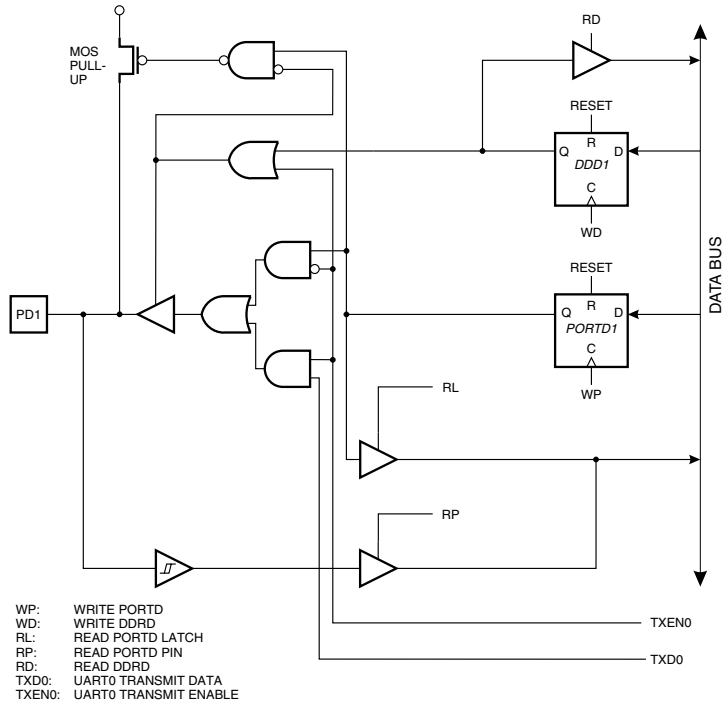 RD
MOS
PULL-
UP
RESET
R
Q
D
DDD1
C
WD
RESET
R
Q
D
PORTD1
C
WP
PD1
DATA BUS
RL
RP
TXEN0
TXD0
WP: WRITE PORTD
WD: WRITE DDRD
RL: READ PORTD LATCH
RP: READ PORTD PIN
RD: READ DDRD
TXD0: UART0 TRANSMIT DATA
TXEN0: UART0 TRANSMIT ENABLE